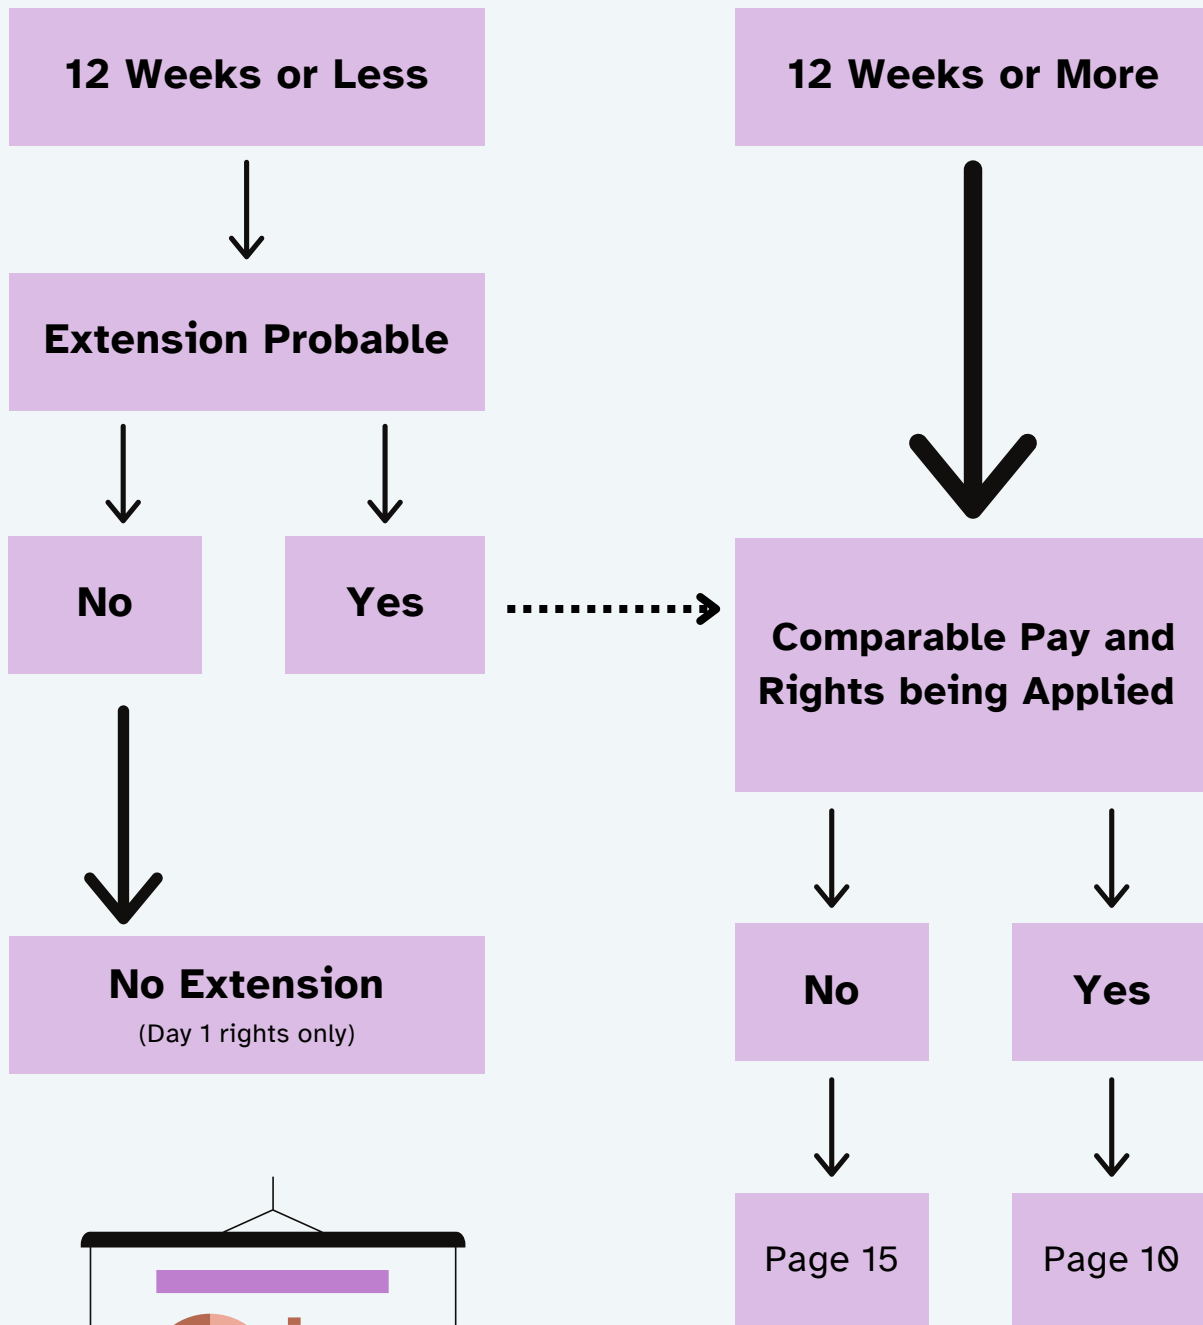 12 Weeks or Less
12 Weeks or More
Extension Probable
No
Yes
Comparable Pay and
Rights being Applied
No Extension
(Day 1 rights only)
No
Yes
Page 15
Page 10